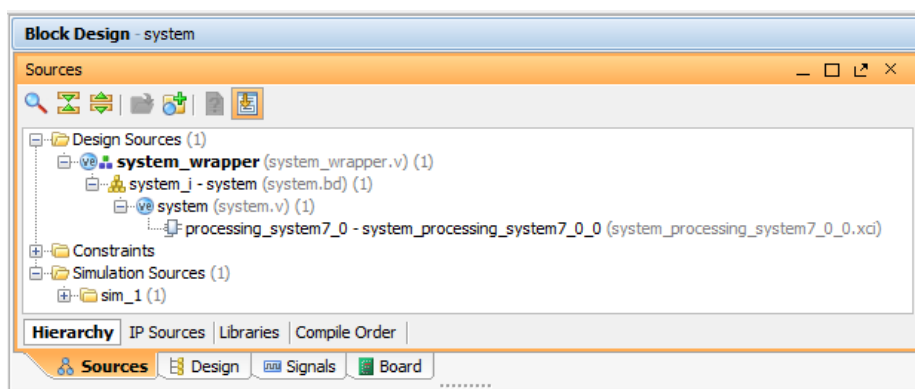 Block Design - system
Sources
Design Sources (1)
system_wrapper (system_wrapper.v) (1)
system_i - system (system.bd) (1)
system (system.v) (1)
processing_system7_0 - system_processing_system7_0_0 (system_processing_system7_0_0.xci)
Constraints
Simulation Sources (1)
sim_1 (1)
Hierarchy IP Sources Libraries Compile Order
Sources Design Signals Board